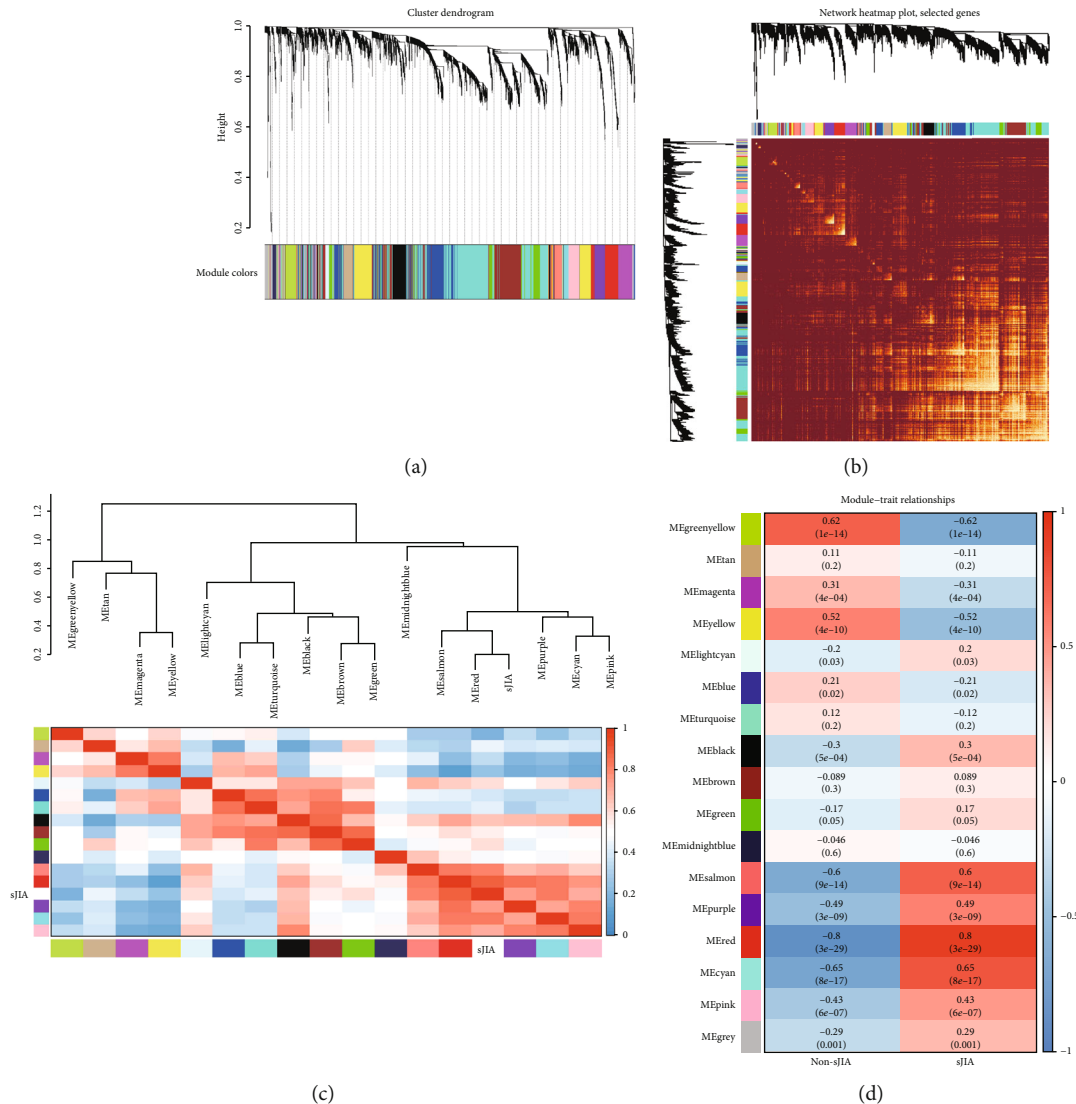 Cluster dendrogram
1.0
0.8
0.6
0.4
0.2
Height
Module colors
(a)
Network heatmap plot, selected genes
(b)
1.2
1.0
0.8
0.6
0.4
0.2
MEgreenyellow
MEtan
MEmagenta
MEyellow
MElightcyan
MEblue
MEturquoise
MEblack
MEbrown
MEgreen
MEmidnightblue
MEsalmon
MEred
sJIA
MEpurple
MEcyan
MEpink
sJIA
1
0.8
0.6
0.4
0.2
0
sJIA
(c)
Module–trait relationships
MEgreenyellow 0.62 –0.62
(1e–14) (1e–14)
MEtan 0.11 –0.11
(0.2) (0.2)
MEmagenta 0.31 –0.31
(4e–04) (4e–04)
MEyellow 0.52 –0.52
(4e–10) (4e–10)
MElightcyan –0.2 0.2
(0.03) (0.03)
MEblue 0.21 –0.21
(0.02) (0.02)
MEturquoise 0.12 –0.12
(0.2) (0.2)
MEblack –0.3 0.3
(5e–04) (5e–04)
MEbrown –0.089 0.089
(0.3) (0.3)
MEgreen –0.17 0.17
(0.05) (0.05)
MEmidnightblue –0.046 –0.046
(0.6) (0.6)
MEsalmon –0.6 0.6
(9e–14) (9e–14)
MEpurple –0.49 0.49
(3e–09) (3e–09)
MEred –0.8 0.8
(3e–29) (3e–29)
MEcyan –0.65 0.65
(8e–17) (8e–17)
MEpink –0.43 0.43
(6e–07) (6e–07)
MEgrey –0.29 0.29
(0.001) (0.001)
Non-sJIA sJIA
1
0.5
0
–0.5
–1
(d)